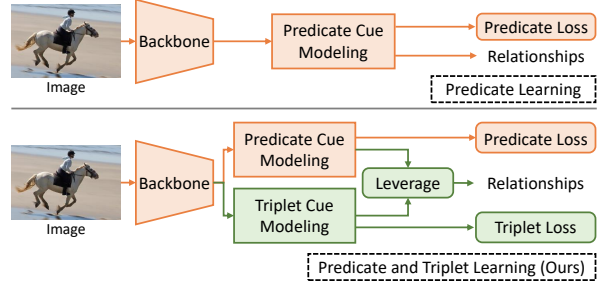 Image
Backbone
Predicate Cue
Modeling
Predicate Loss
Relationships
Predicate Learning
Image
Backbone
Predicate Cue
Modeling
Triplet Cue
Modeling
Leverage
Predicate Loss
Relationships
Triplet Loss
Predicate and Triplet Learning (Ours)